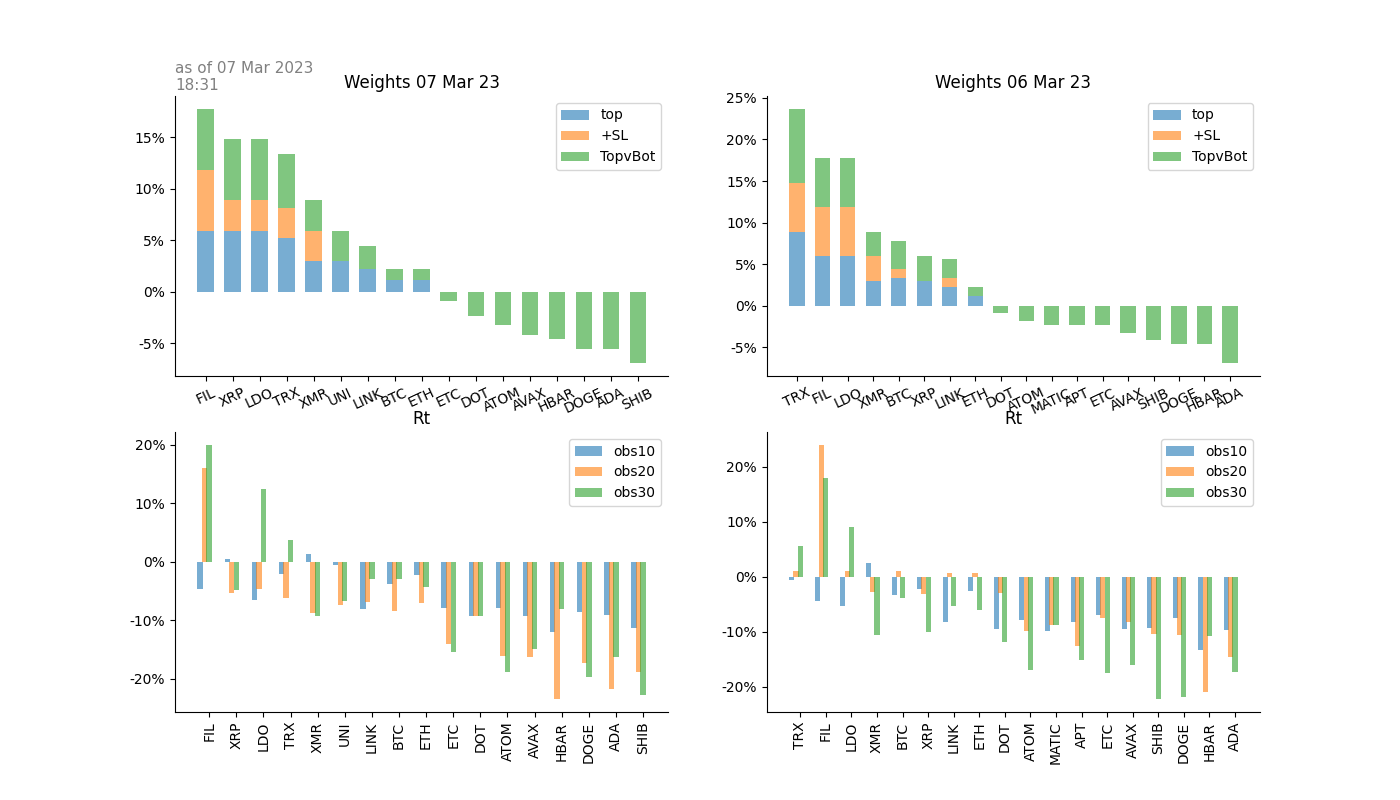 as of 07 Mar 2023
18:31
Weights 07 Mar 23
15%
10%
5%
0%
-5%
top
+SL
TopvBot
FIL XRP LDO TRX XMR UNI LINK BTC ETH ETC DOT ATOM AVAX HBAR DOGE ADA SHIB
Weights 06 Mar 23
25%
20%
15%
10%
5%
0%
-5%
top
+SL
TopvBot
TRX FIL LDO XMR BTC XRP LINK ETH DOT ATOM MATIC APT ETC AVAX SHIB DOGE HBAR ADA
Rt
20%
10%
0%
-10%
-20%
obs10
obs20
obs30
FIL XRP LDO TRX XMR UNI LINK BTC ETH ETC DOT ATOM AVAX HBAR DOGE ADA SHIB
Rt
20%
10%
0%
-10%
-20%
obs10
obs20
obs30
TRX FIL LDO XMR BTC XRP LINK ETH DOT ATOM MATIC APT ETC AVAX SHIB DOGE HBAR ADA